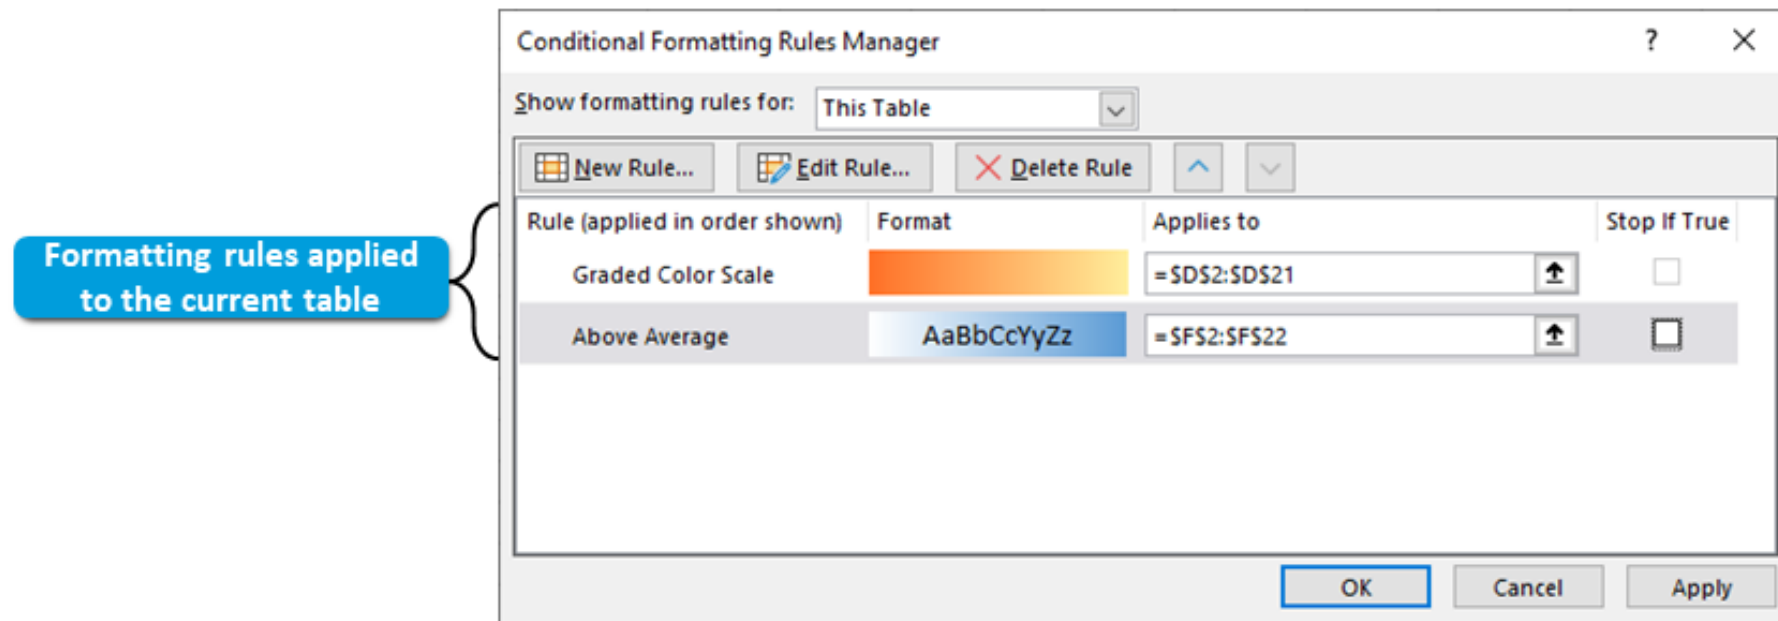 Conditional Formatting Rules Manager
?
Show formatting rules for:
This Table
New Rule...
Edit Rule...
Delete Rule
Rule (applied in order shown)
Format
Applies to
Stop If True
Graded Color Scale
=$D$2:$D$21
Above Average
AaBbCcYyZz
=$F$2:$F$22
Formatting rules applied
to the current table
OK
Cancel
Apply